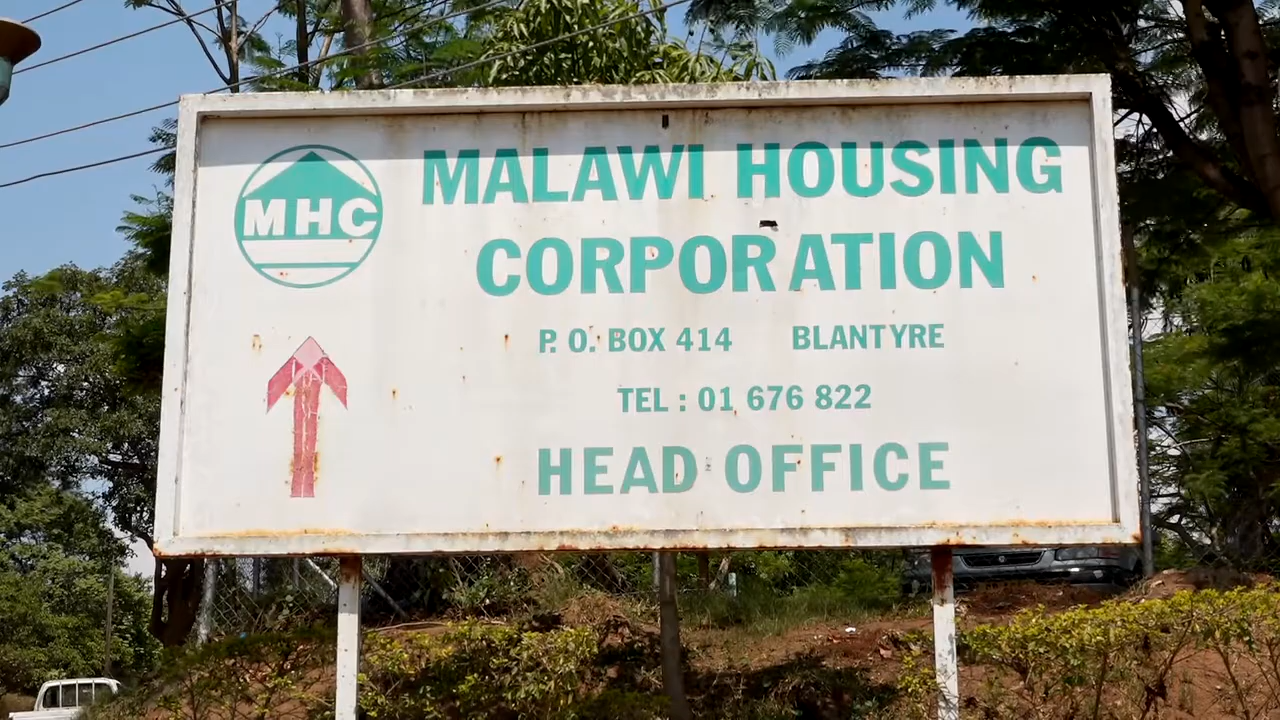 MHC
MALAWI HOUSING
CORPORATION
P. O. BOX 414 BLANTYRE
TEL : 01 676 822
HEAD OFFICE